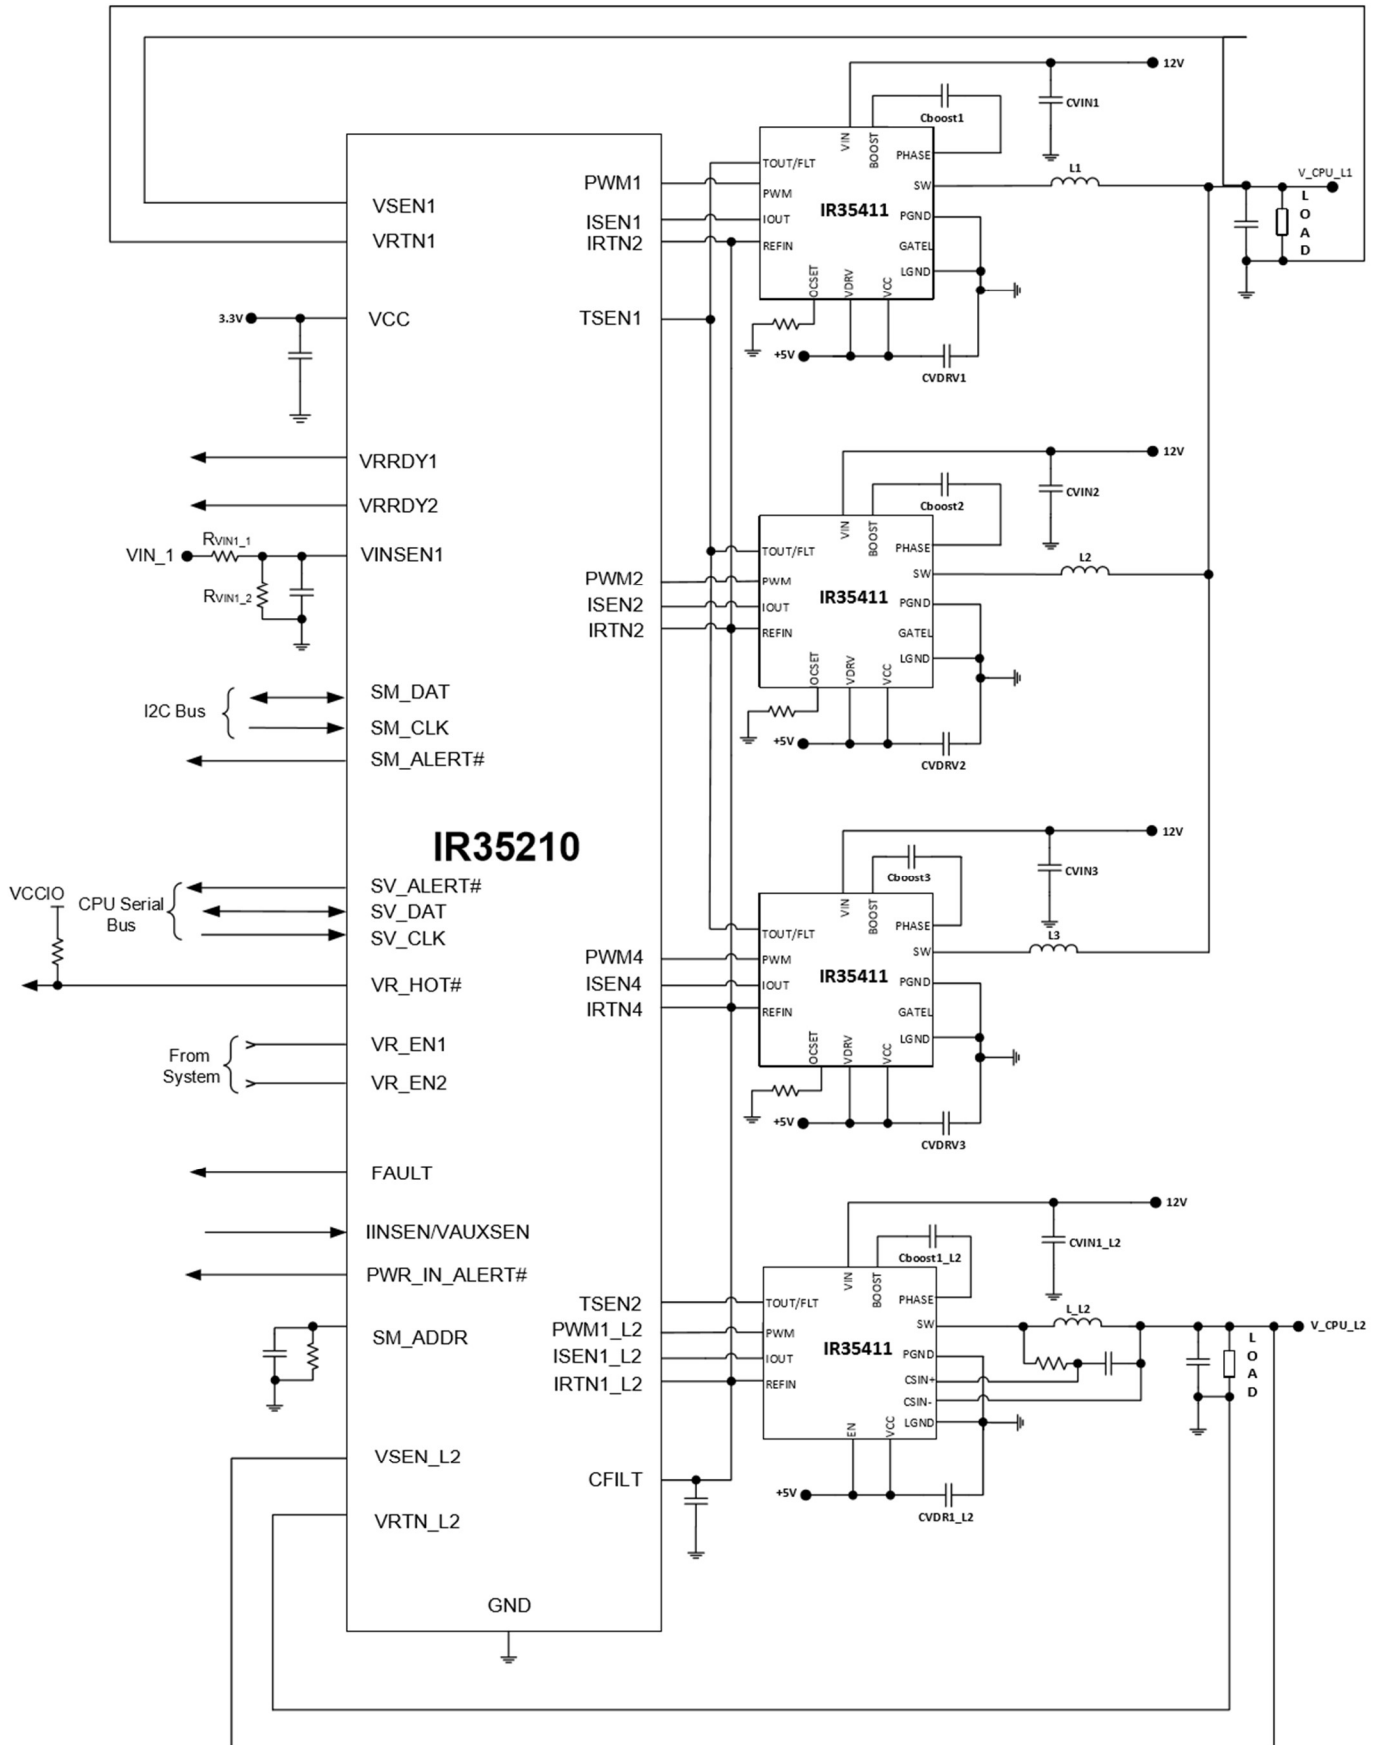 12V
Cboost1
CVIN1
VIN
BOOST
PHASE
TOUT/FLT
L1
V_CPU_L1
PWM1
PWM
SW
LOAD
VSEN1
ISEN1
IOUT
IR35411
PGND
VRTN1
IRTN2
REFIN
GATEL
LGND
OCSET
VDRV
VCC
3.3V
VCC
TSEN1
+5V
CVDRV1
VRRDY1
12V
CVIN2
Cboost2
VRRDY2
VIN
BOOST
RVIN1_1
VIN_1
VINSEN1
TOUT/FLT
PHASE
L2
PWM2
PWM
SW
RVIN1_2
ISEN2
IOUT
IR35411
PGND
IRTN2
REFIN
GATEL
LGND
OCSET
VDRV
VCC
I2C Bus
SM_DAT
SM_CLK
+5V
SM_ALERT#
CVDRV2
12V
IR35210
Cboost3
CVIN3
VCCIO
CPU Serial
Bus
SV_ALERT#
SV_DAT
SV_CLK
VIN
BOOST
PHASE
TOUT/FLT
L3
PWM4
PWM
SW
VR_HOT#
ISEN4
IOUT
IR35411
PGND
IRTN4
REFIN
GATEL
LGND
From
System
VR_EN1
VR_EN2
OCSET
VDRV
VCC
+5V
CVDRV3
FAULT
12V
IINSEN/VAUXSEN
CVIN1_L2
Cboost1_L2
PWR_IN_ALERT#
VIN
BOOST
PHASE
TSEN2
TOUT/FLT
L_L2
SM_ADDR
PWM1_L2
PWM
SW
V_CPU_L2
LOAD
ISEN1_L2
IOUT
IR35411
PGND
IRTN1_L2
REFIN
CSIN+
CSIN-
LGND
EN
VCC
VSEN_L2
CFILT
+5V
CVDR1_L2
VRTN_L2
GND